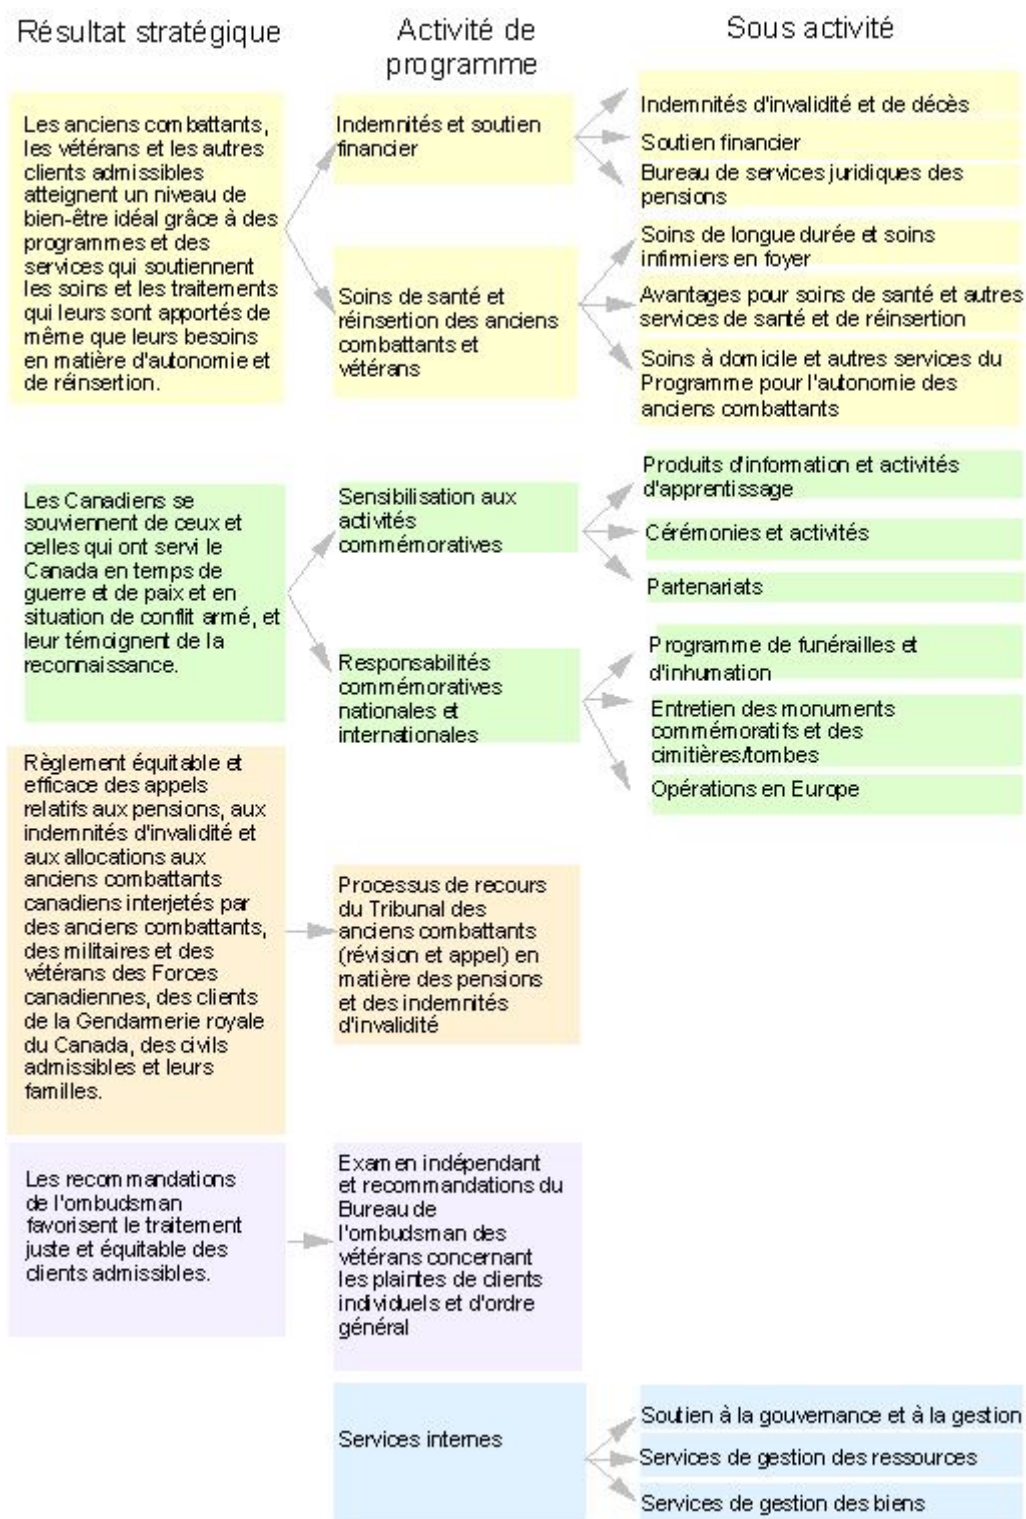 Résultat stratégique
Activité de
programme
Sous activité
Les anciens combattants,
les vétérans et les autres
clients admissibles
atteignent un niveau de
bien-être idéal grâce à des
programmes et des
services qui soutiennent
les soins et les traitements
qui leurs sont apportés de
même que leurs besoins
en matière d'autonomie et
de réinsertion.
Indemnités et soutien
financier
Indemnités d'invalidité et de décès
Soutien financier
Bureau de services juridiques des
pensions
Soins de santé et
réinsertion des anciens
combattants et
vétérans
Soins de longue durée et soins
infirmiers en foyer
Avantages pour soins de santé et autres
services de santé et de réinsertion
Soins à domicile et autres services du
Programme pour l'autonomie des
anciens combattants
Les Canadiens se
souviennent de ceux et
celles qui ont servi le
Canada en temps de
guerre et de paix et en
situation de conflit armé, et
leur témoignent de la
reconnaissance.
Sensibilisation aux
activités
commémoratives
Produits d'information et activités
d'apprentissage
Cérémonies et activités
Partenariats
Responsabilités
commémoratives
nationales et
internationales
Programme de funérailles et
d'inhumation
Entretien des monuments
commémoratifs et des
cimitières/tombes
Opérations en Europe
Règlement équitable et
efficace des appels
relatifs aux pensions, aux
indemnités d'invalidité et
aux allocations aux
anciens combattants
canadiens interjetés par
des anciens combattants,
des militaires et des
vétérans des Forces
canadiennes, des clients
de la Gendarmerie royale
du Canada, des civils
admissibles et leurs
familles.
Processus de recours
du Tribunal des
anciens combattants
(révision et appel) en
matière des pensions
et des indemnités
d'invalidité
Les recommandations
de l'ombudsman
favorisent le traitement
juste et équitable des
clients admissibles.
Examen indépendant
et recommandations du
Bureau de
l'ombudsman des
vétérans concernant
les plaintes de clients
individuels et d'ordre
général
Services internes
Soutien à la gouvernance et à la gestion
Services de gestion des ressources
Services de gestion des biens